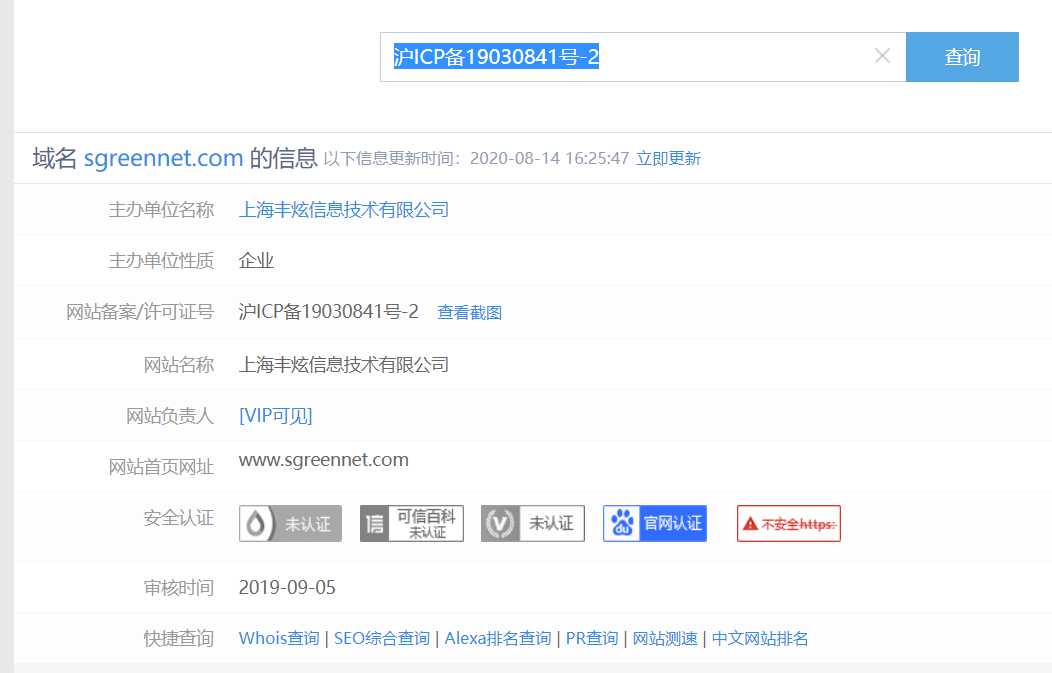 沪ICP备19030841号-2
查询
域名 sgreennet.com 的信息 以下信息更新时间：2020-08-14 16:25:47 立即更新
主办单位名称 上海丰炫信息技术有限公司
主办单位性质 企业
网站备案/许可证号 沪ICP备19030841号-2 查看截图
网站名称 上海丰炫信息技术有限公司
网站负责人 [VIP可见]
网站首页网址 www.sgreennet.com
安全认证 未认证 信 可信百科 未认证 V 未认证 du 官网认证 不安全https:
审核时间 2019-09-05
快捷查询 Whois查询 | SEO综合查询 | Alexa排名查询 | PR查询 | 网站测速 | 中文网站排名